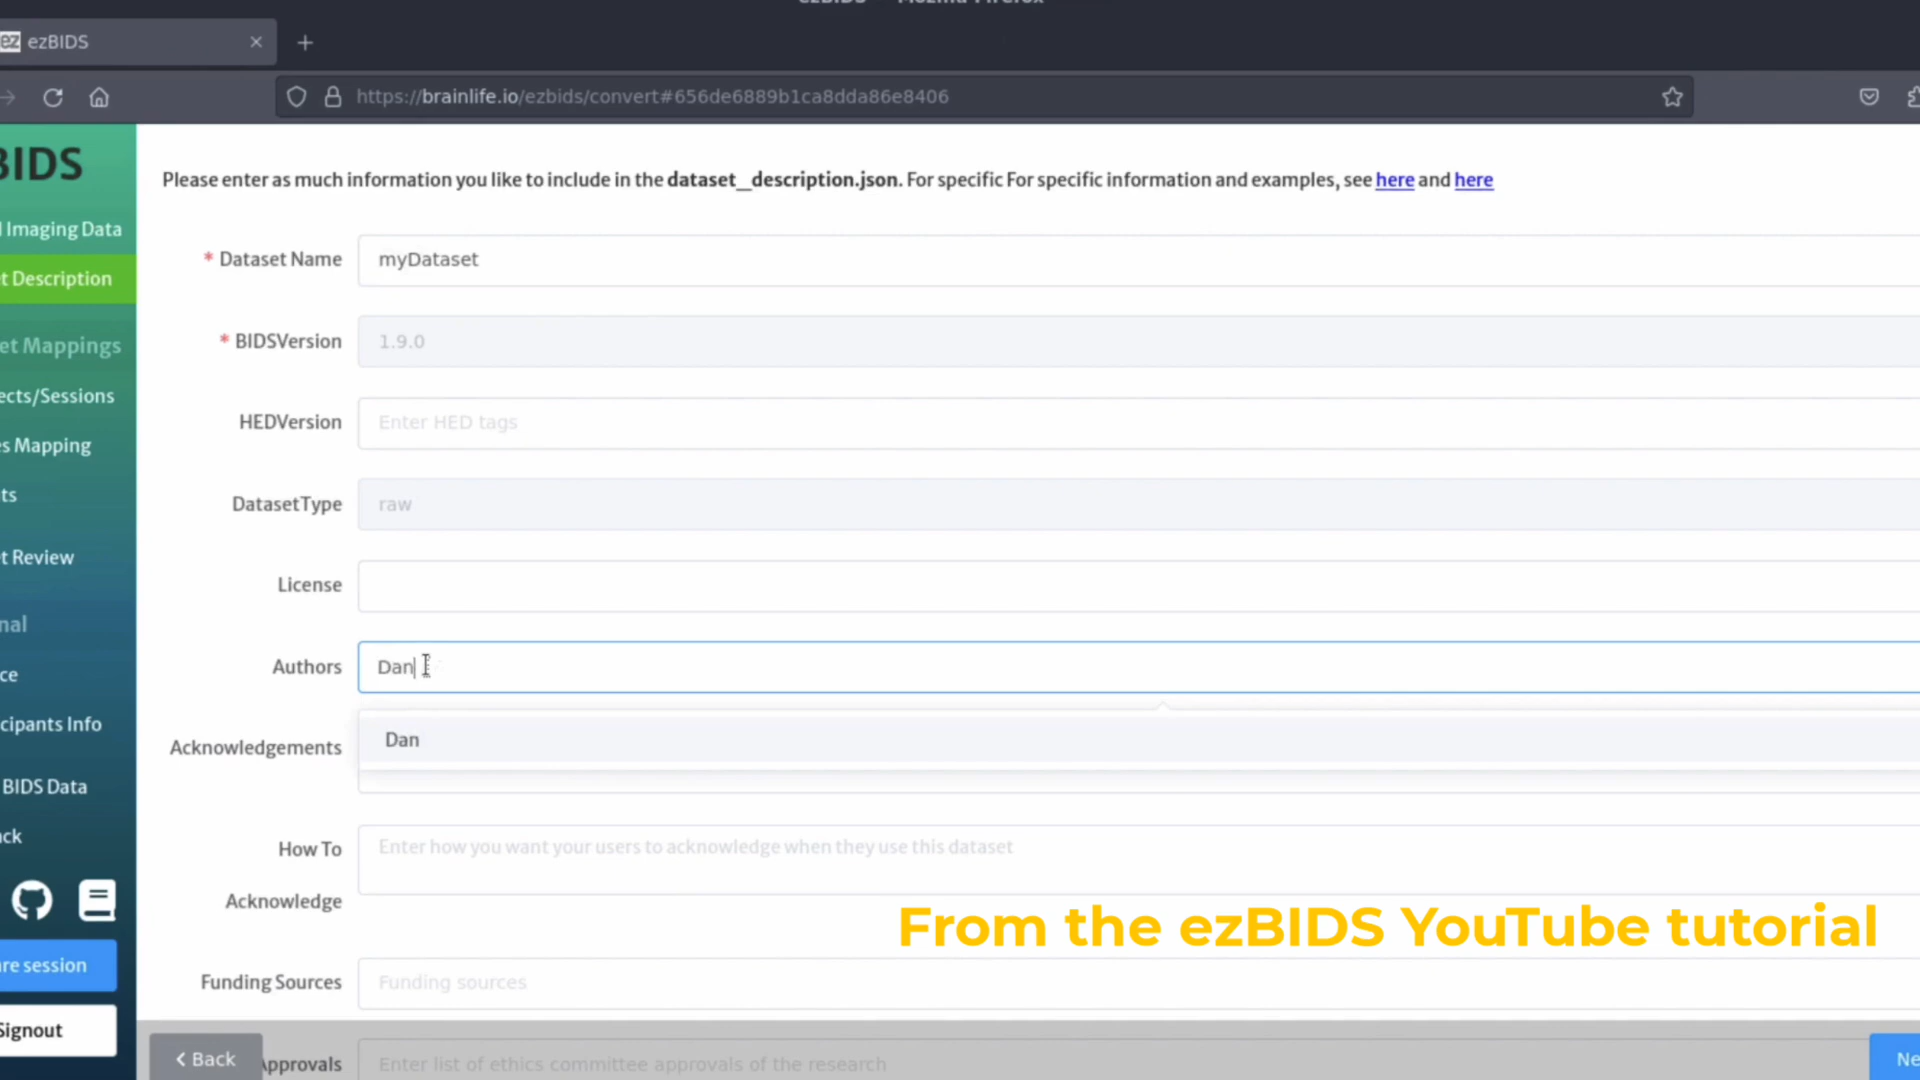 ezBIDS
https://brainlife.io/ezbids/convert#656de6889b1ca8dda86e8406
BIDS
Imaging Data
t Description
et Mappings
ects/Sessions
s Mapping
ts
t Review
nal
ce
cipants Info
BIDS Data
ck
re session
Signout
Please enter as much information you like to include in the dataset_description.json. For specific For specific information and examples, see here and here
* Dataset Name myDataset
* BIDSVersion 1.9.0
HEDVersion Enter HED tags
DatasetType raw
License
Authors Dan
Dan
Acknowledgements
How To Acknowledge Enter how you want your users to acknowledge when they use this dataset
From the ezBIDS YouTube tutorial
Funding Sources Funding sources
Back
Approvals Enter list of ethics committee approvals of the research
Ne